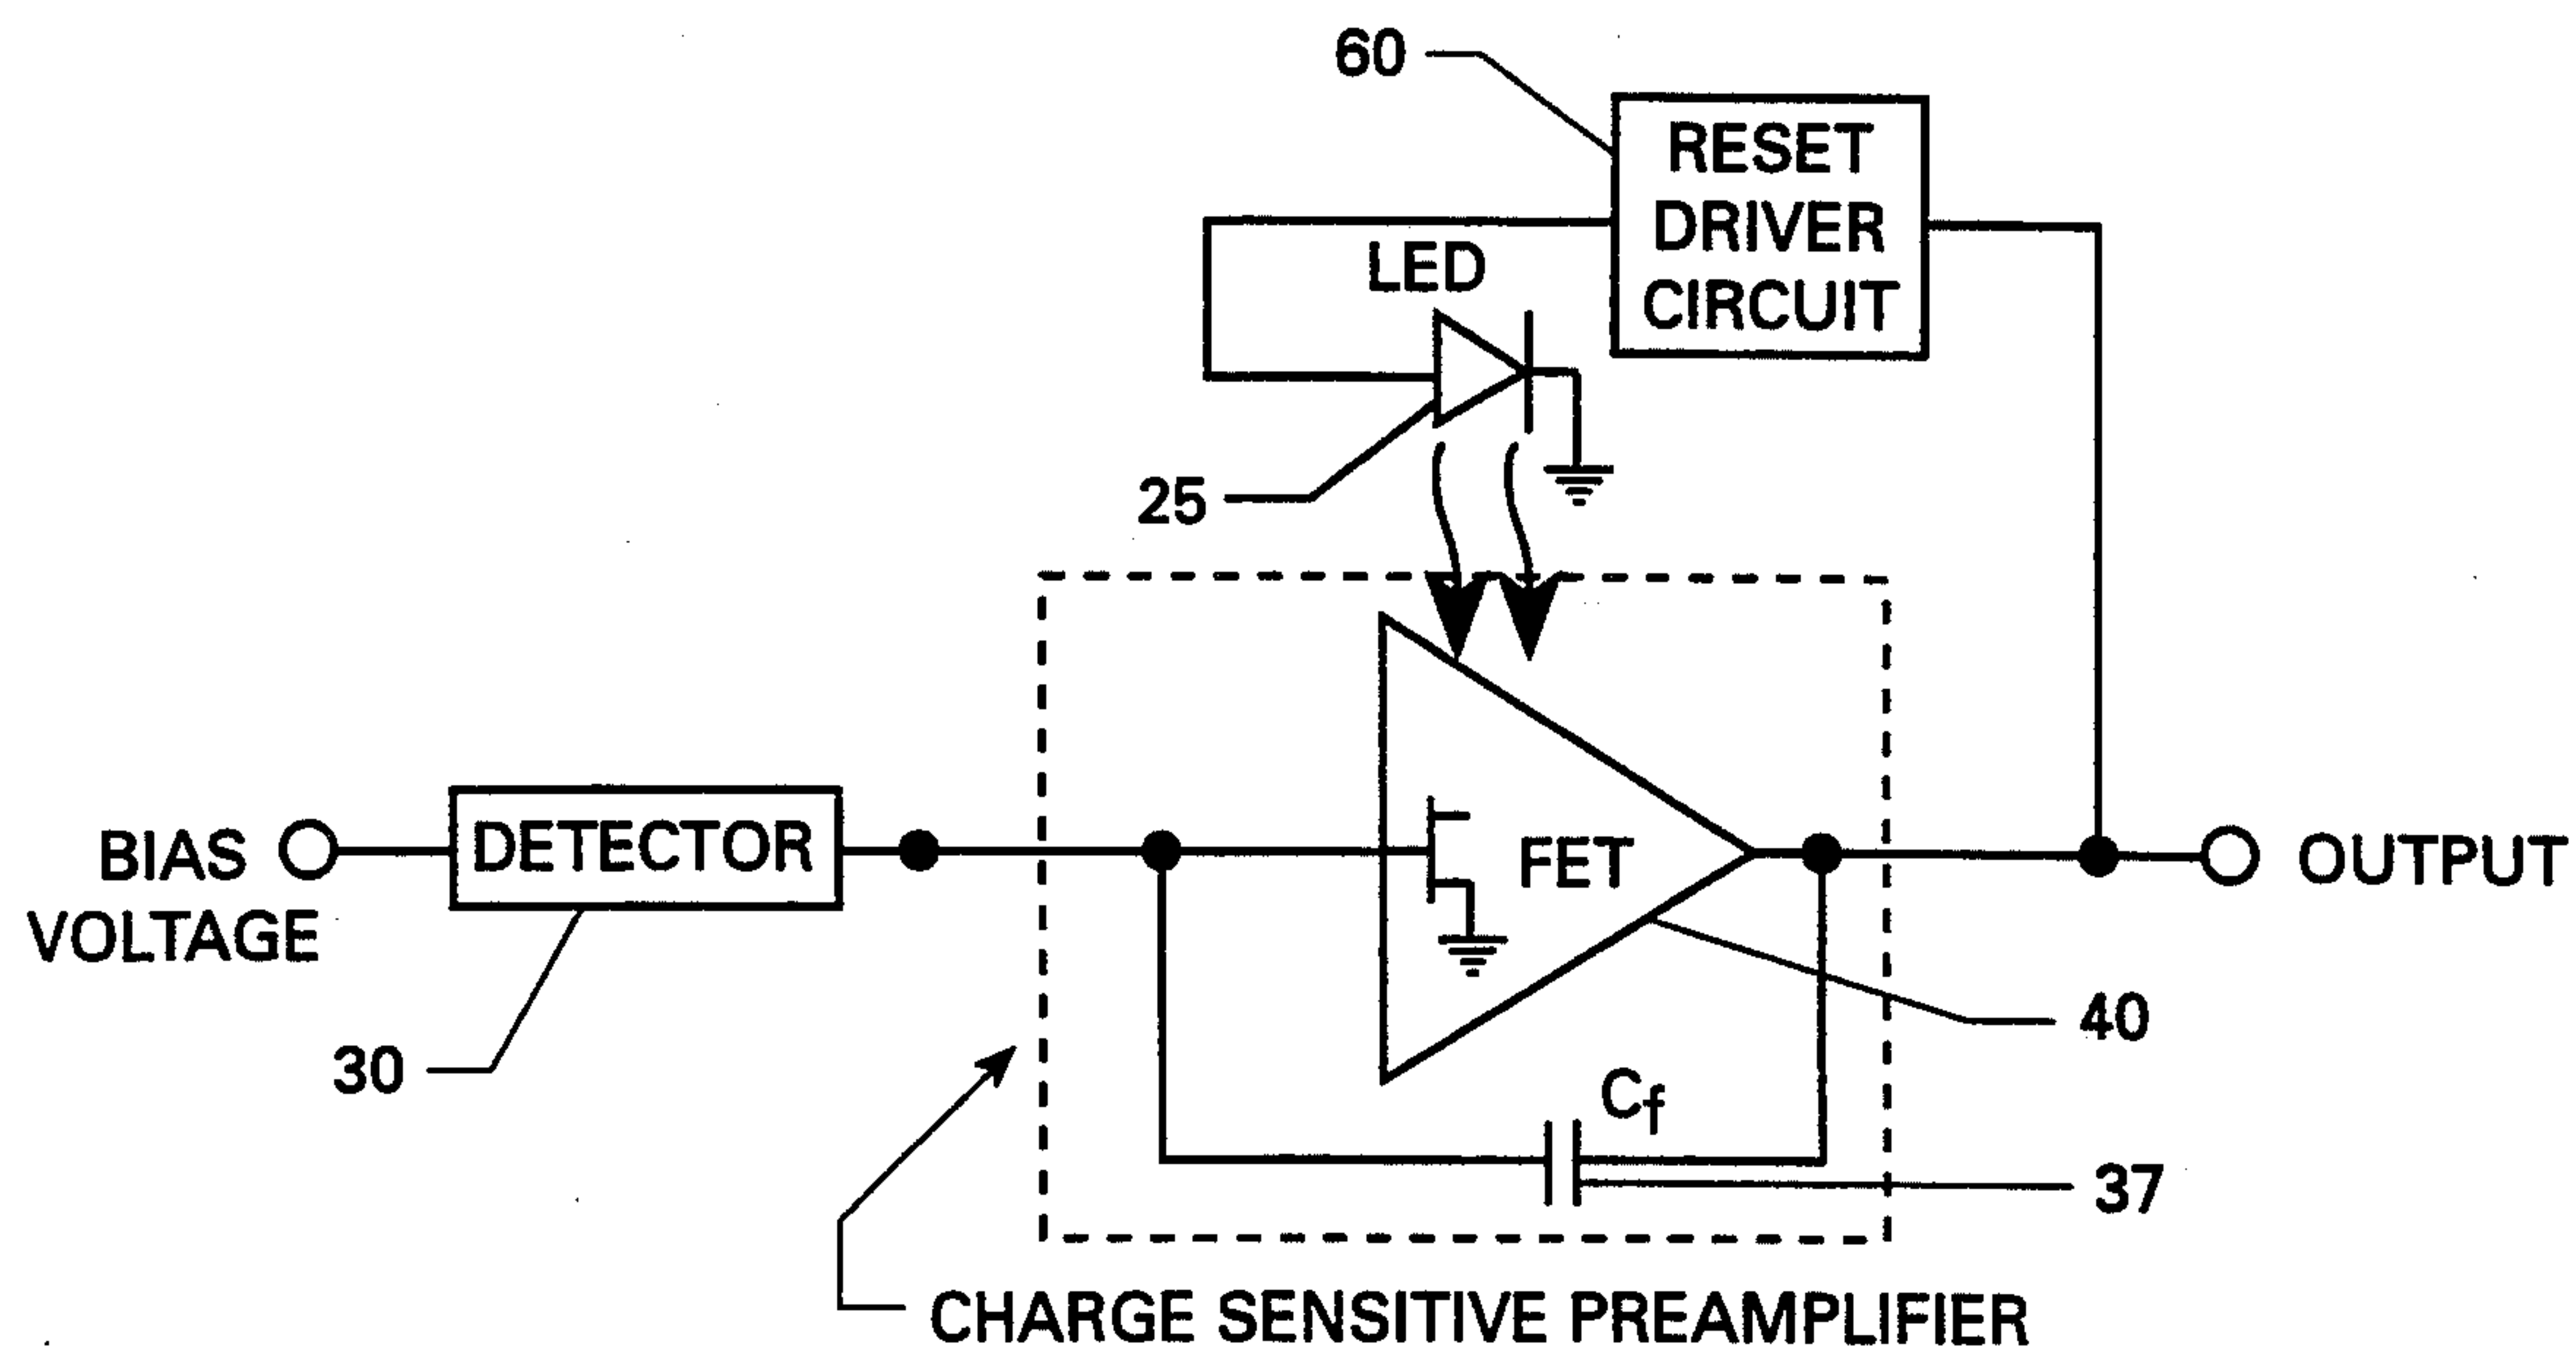 60
RESET
DRIVER
CIRCUIT
LED
25
BIAS
VOLTAGE
DETECTOR
FET
OUTPUT
30
40
Cf
37
CHARGE SENSITIVE PREAMPLIFIER